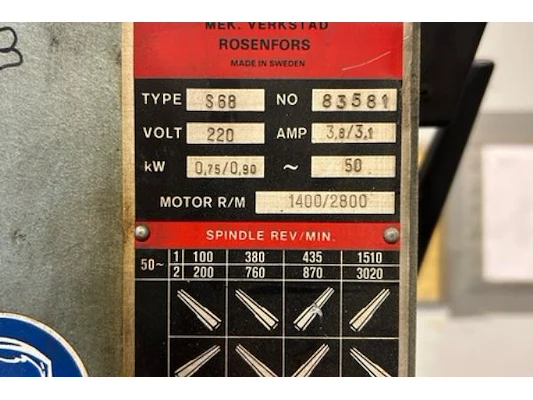 MEK. VERKSTAD
ROSENFORS
MADE IN SWEDEN
TYPE S68 NO 83581
VOLT 220 AMP 3,8/3,1
kW 0,75/0,90 ~ 50
MOTOR R/M 1400/2800
SPINDLE REV/MIN.
50~ 1 100 380 435 1510
2 200 760 870 3020